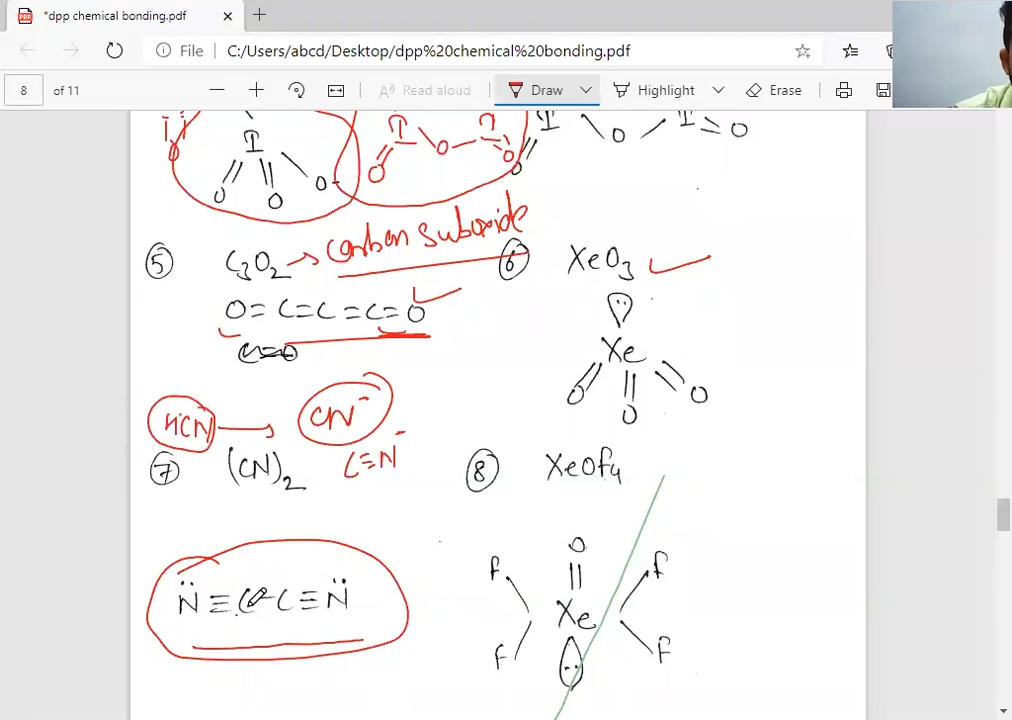 *dpp chemical bonding.pdf
File C:/Users/abcd/Desktop/dpp%20chemical%20bonding.pdf
8 of 11 Read aloud Draw Highlight Erase
I I I I
O O O O O
O O O
5 C3O2 → carbon suboxide
6 XeO3
O=C=C=C=O
Xe
O O O
HCN → CN⁻
7 (CN)2 C≡N⁻
8 XeOF4
O
F F
N≡C-C≡N
Xe
F F